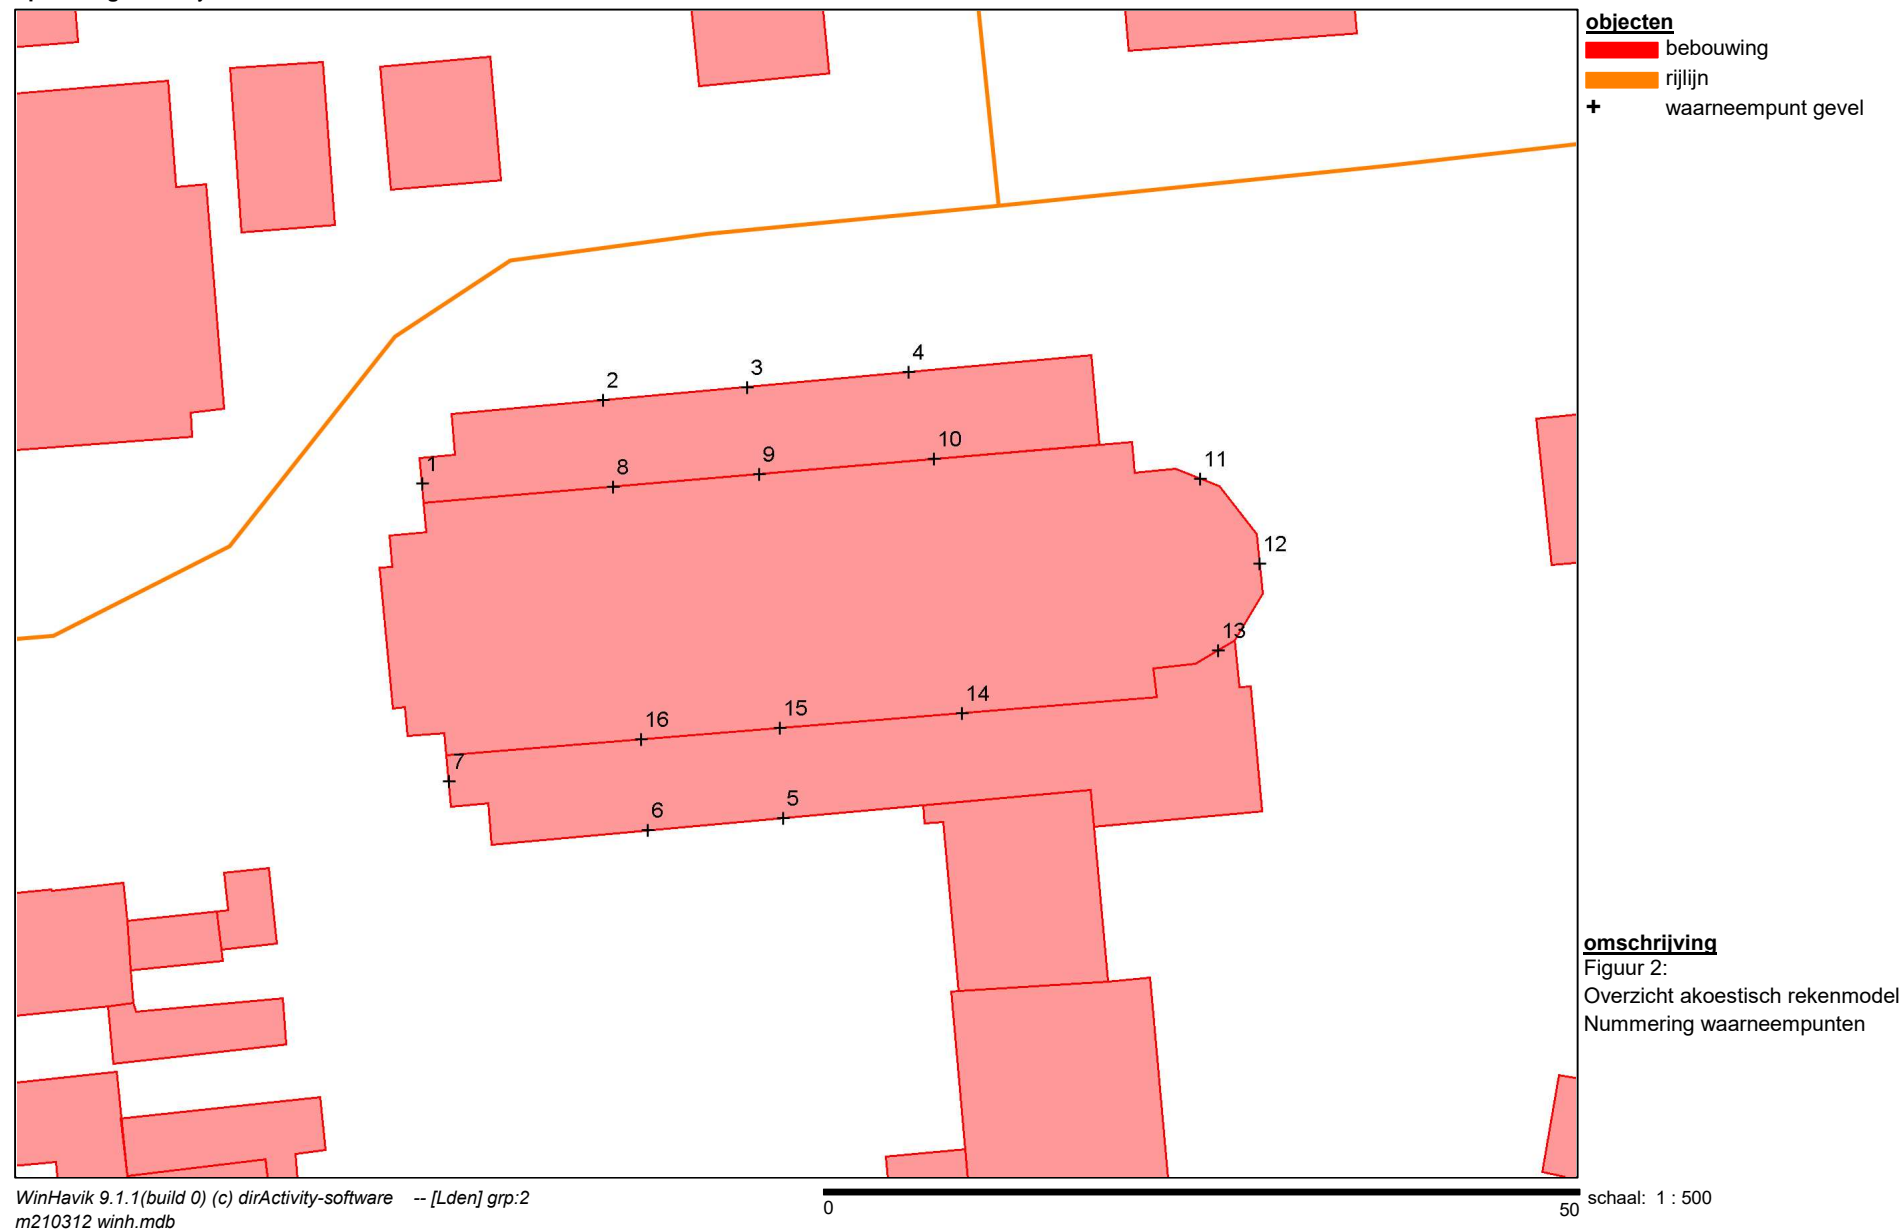 objecten
bebouwing
rijlijn
+ waarneempunt gevel
4
3
2
10
9
8
1
11
12
13
14
15
16
7
5
6
omschrijving
Figuur 2:
Overzicht akoestisch rekenmodel
Nummering waarneempunten
WinHavik 9.1.1(build 0) (c) dirActivity-software -- [Lden] grp:2
m210312 winh.mdb
0
50
schaal: 1 : 500